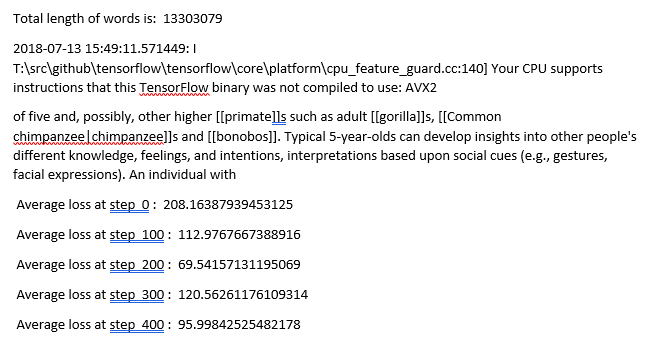 Total length of words is:  13303079
2018-07-13 15:49:11.571449: I
T:\src\github\tensorflow\tensorflow\core\platform\cpu_feature_guard.cc:140] Your CPU supports
instructions that this TensorFlow binary was not compiled to use: AVX2
of five and, possibly, other higher [[primate]]s such as adult [[gorilla]]s, [[Common
chimpanzee|chimpanzee]]s and [[bonobos]]. Typical 5-year-olds can develop insights into other people's
different knowledge, feelings, and intentions, interpretations based upon social cues (e.g., gestures,
facial expressions). An individual with
Average loss at step  0 :  208.16387939453125
Average loss at step  100 :  112.9767667388916
Average loss at step  200 :  69.54157131195069
Average loss at step  300 :  120.56261176109314
Average loss at step  400 :  95.99842525482178